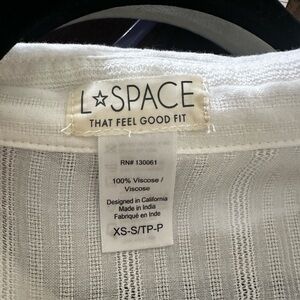 L☆SPACE
THAT FEEL GOOD FIT
RN# 130061
100% Viscose /
Viscose
Designed in California
Made in India
Fabriqué en Inde
XS-S/TP-P